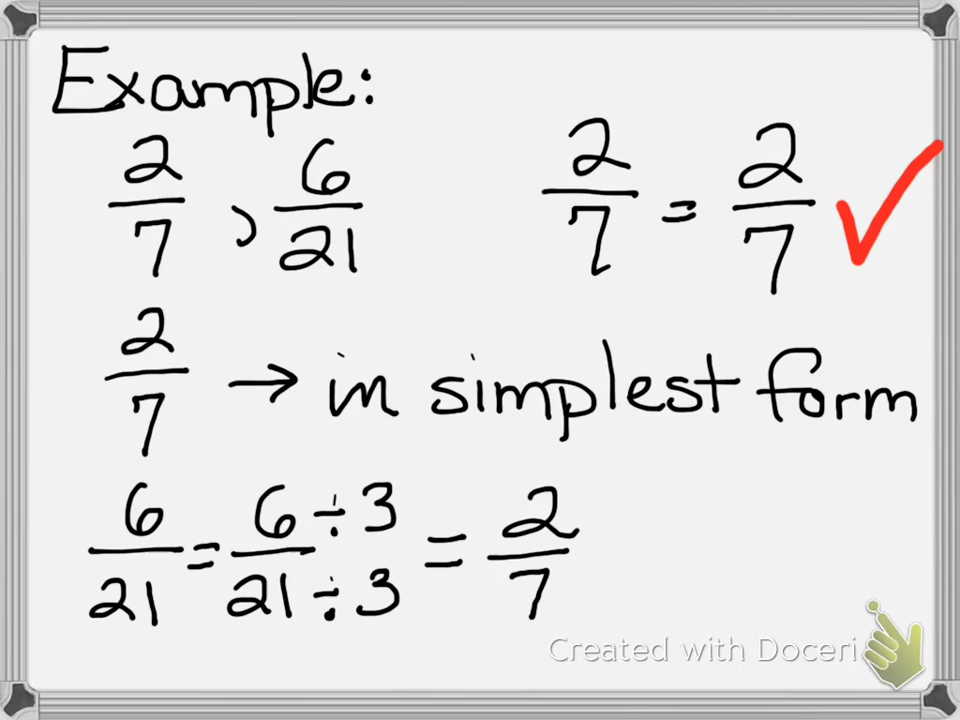 Example:
2/7 , 6/21
2/7 = 2/7 ✓
2/7 → in simplest form
6/21 = 6÷3/21÷3 = 2/7
Created with Doceri